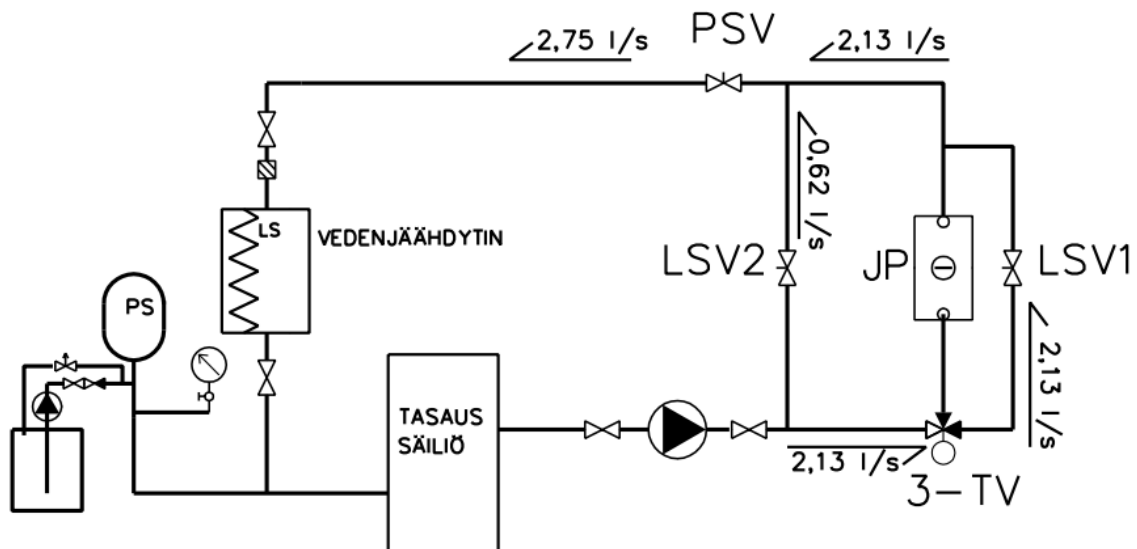 PSV
2,75 l/s
2,13 l/s
0,62 l/s
LS
VEDENJÄÄHDYTIN
LSV2
JP
LSV1
PS
2,13 l/s
TASAUS
SÄILIÖ
2,13 l/s
3-TV